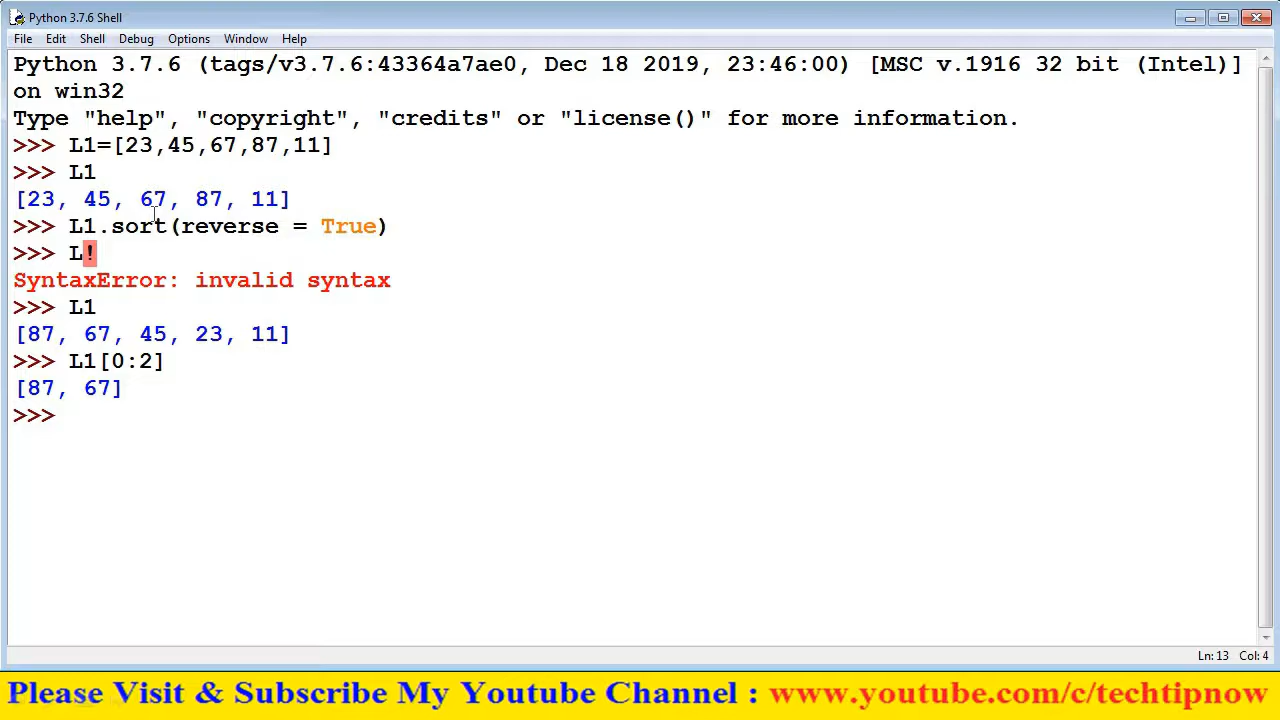 Python 3.7.6 Shell
File Edit Shell Debug Options Window Help
Python 3.7.6 (tags/v3.7.6:43364a7ae0, Dec 18 2019, 23:46:00) [MSC v.1916 32 bit (Intel)]
on win32
Type "help", "copyright", "credits" or "license()" for more information.
>>> L1=[23,45,67,87,11]
>>> L1
[23, 45, 67, 87, 11]
>>> L1.sort(reverse = True)
>>> L!
SyntaxError: invalid syntax
>>> L1
[87, 67, 45, 23, 11]
>>> L1[0:2]
[87, 67]
>>>
Ln: 13 Col: 4
Please Visit & Subscribe My Youtube Channel : www.youtube.com/c/techtipnow